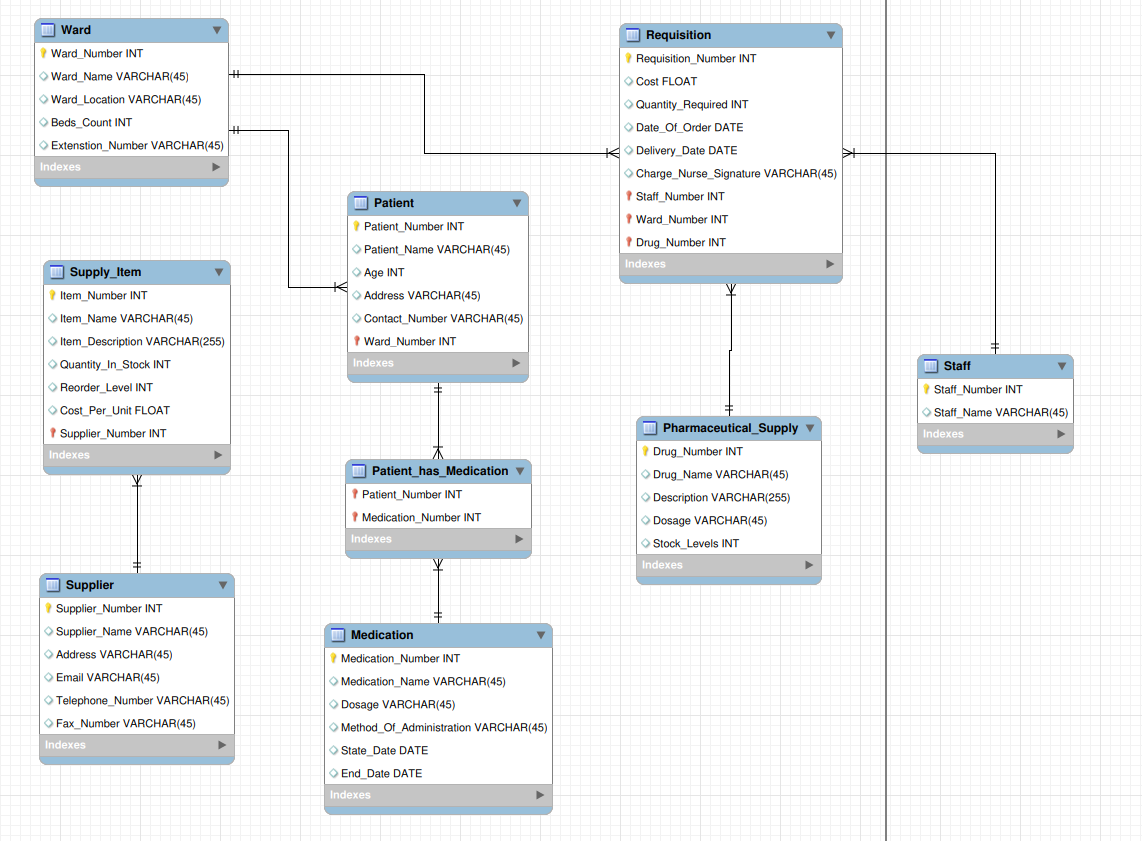 Ward
Ward_Number INT
Ward_Name VARCHAR(45)
Ward_Location VARCHAR(45)
Beds_Count INT
Extenstion_Number VARCHAR(45)
Indexes
Requisition
Requisition_Number INT
Cost FLOAT
Quantity_Required INT
Date_Of_Order DATE
Delivery_Date DATE
Charge_Nurse_Signature VARCHAR(45)
Staff_Number INT
Ward_Number INT
Drug_Number INT
Indexes
Patient
Patient_Number INT
Patient_Name VARCHAR(45)
Age INT
Address VARCHAR(45)
Contact_Number VARCHAR(45)
Ward_Number INT
Indexes
Supply_Item
Item_Number INT
Item_Name VARCHAR(45)
Item_Description VARCHAR(255)
Quantity_In_Stock INT
Reorder_Level INT
Cost_Per_Unit FLOAT
Supplier_Number INT
Indexes
Staff
Staff_Number INT
Staff_Name VARCHAR(45)
Indexes
Patient_has_Medication
Patient_Number INT
Medication_Number INT
Indexes
Pharmaceutical_Supply
Drug_Number INT
Drug_Name VARCHAR(45)
Description VARCHAR(255)
Dosage VARCHAR(45)
Stock_Levels INT
Indexes
Supplier
Supplier_Number INT
Supplier_Name VARCHAR(45)
Address VARCHAR(45)
Email VARCHAR(45)
Telephone_Number VARCHAR(45)
Fax_Number VARCHAR(45)
Indexes
Medication
Medication_Number INT
Medication_Name VARCHAR(45)
Dosage VARCHAR(45)
Method_Of_Administration VARCHAR(45)
State_Date DATE
End_Date DATE
Indexes